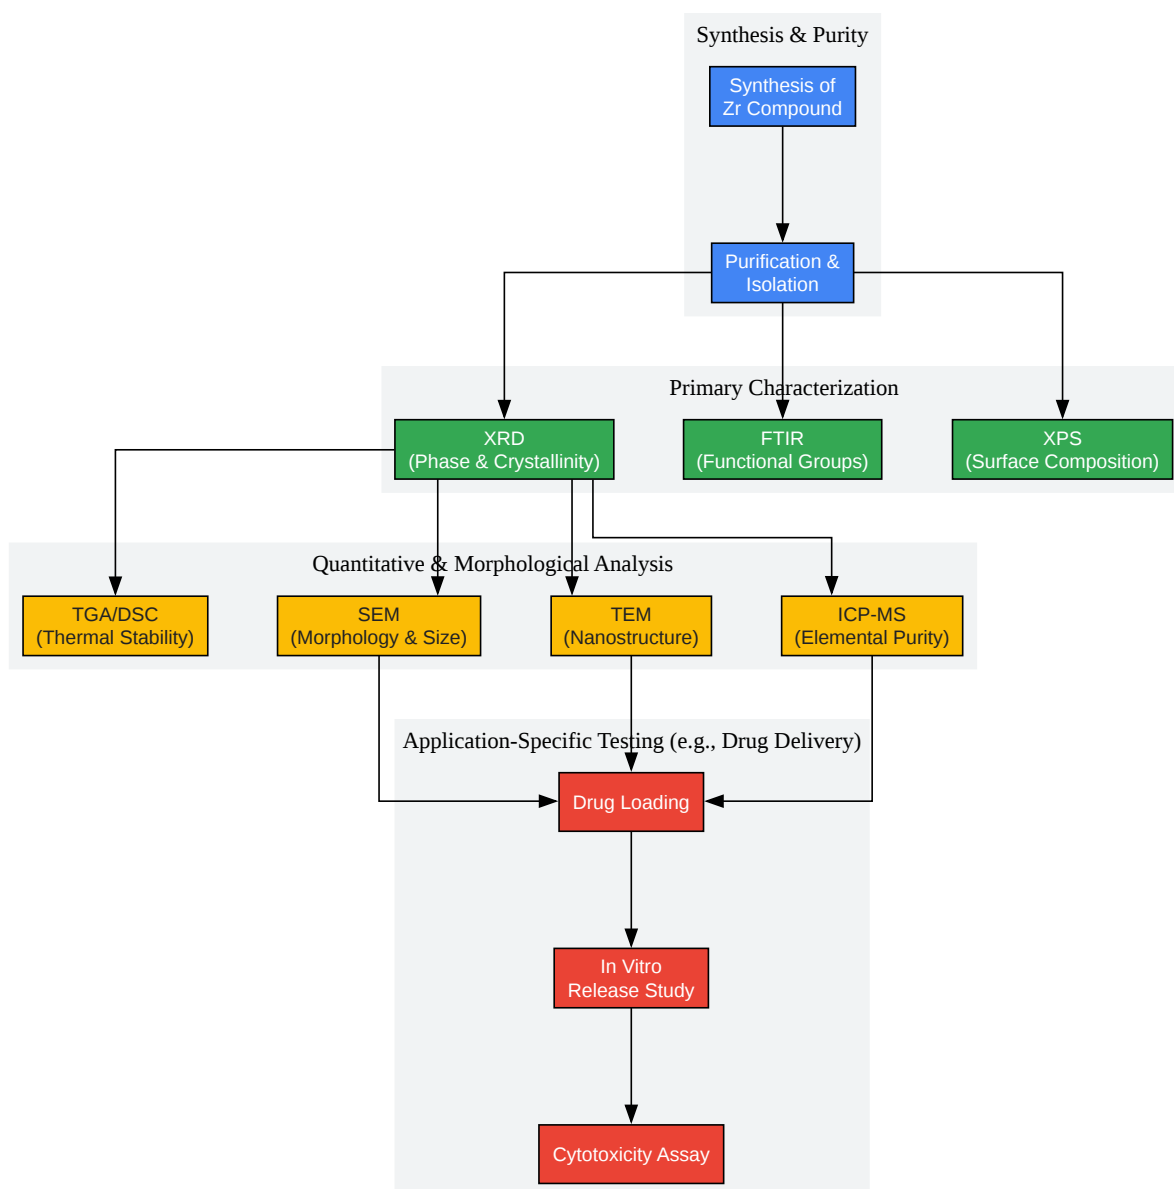 Synthesis & Purity
Synthesis of
Zr Compound
Purification &
Isolation
Primary Characterization
XRD
(Phase & Crystallinity)
FTIR
(Functional Groups)
XPS
(Surface Composition)
Quantitative & Morphological Analysis
TGA/DSC
(Thermal Stability)
SEM
(Morphology & Size)
TEM
(Nanostructure)
ICP-MS
(Elemental Purity)
Application-Specific Testing (e.g., Drug Delivery)
Drug Loading
In Vitro
Release Study
Cytotoxicity Assay